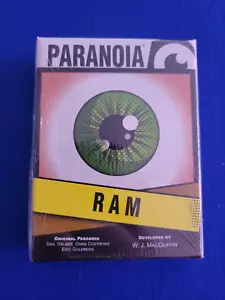 PARANOIA
RAM
ORIGINAL PARANOIA
DAN GELBER GREG COSTIKYAN
ERIC GOLDBERG
DEVELOPED BY
W. J. MACGUFFIN